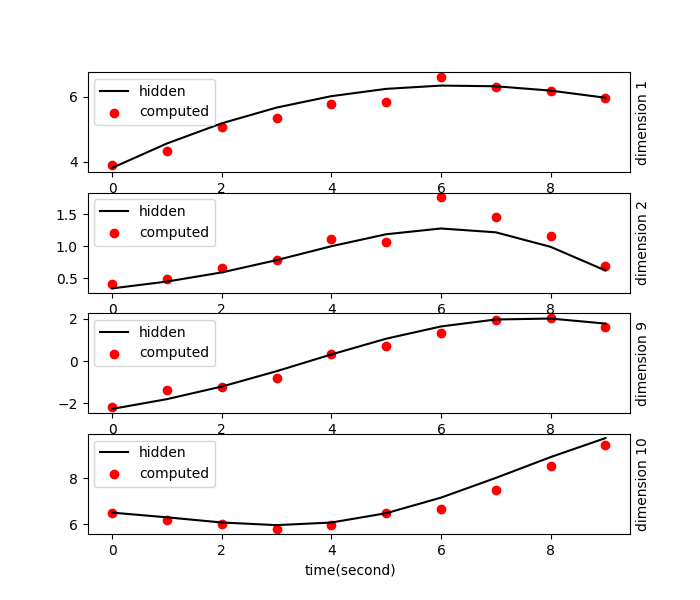 hidden
computed
6
4
0 2 4 6 8
dimension 1
hidden
computed
1.5
1.0
0.5
0 2 4 6 8
dimension 2
hidden
computed
2
0
−2
0 2 4 6 8
dimension 9
hidden
computed
8
6
0 2 4 6 8
dimension 10
time(second)